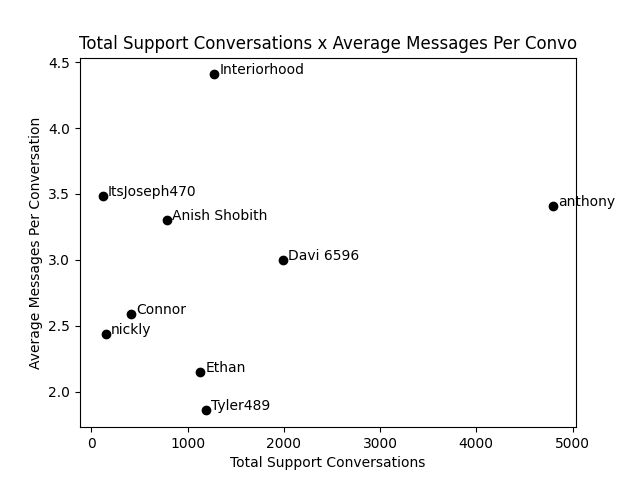 Total Support Conversations x Average Messages Per Convo
4.5
4.0
3.5
3.0
2.5
2.0
Average Messages Per Conversation
Interiorhood
ItsJoseph470
anthony
Anish Shobith
Davi 6596
Connor
nickly
Ethan
Tyler489
0 1000 2000 3000 4000 5000
Total Support Conversations